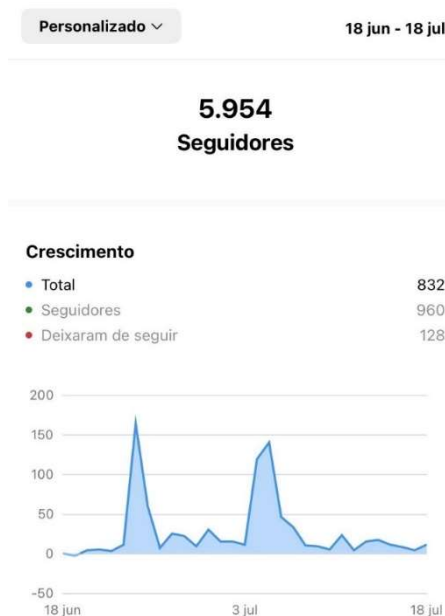 Personalizado
18 jun - 18 jul
5.954
Seguidores
Crescimento
Total 832
Seguidores 960
Deixaram de seguir 128
200
150
100
50
0
-50
18 jun 3 jul 18 jul